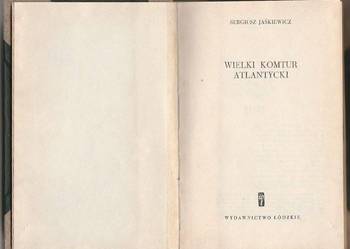 SERGIUSZ JAŚKIEWICZ
WIELKI KOMTUR
ATLANTYCKI
WYDAWNICTWO ŁÓDZKIE